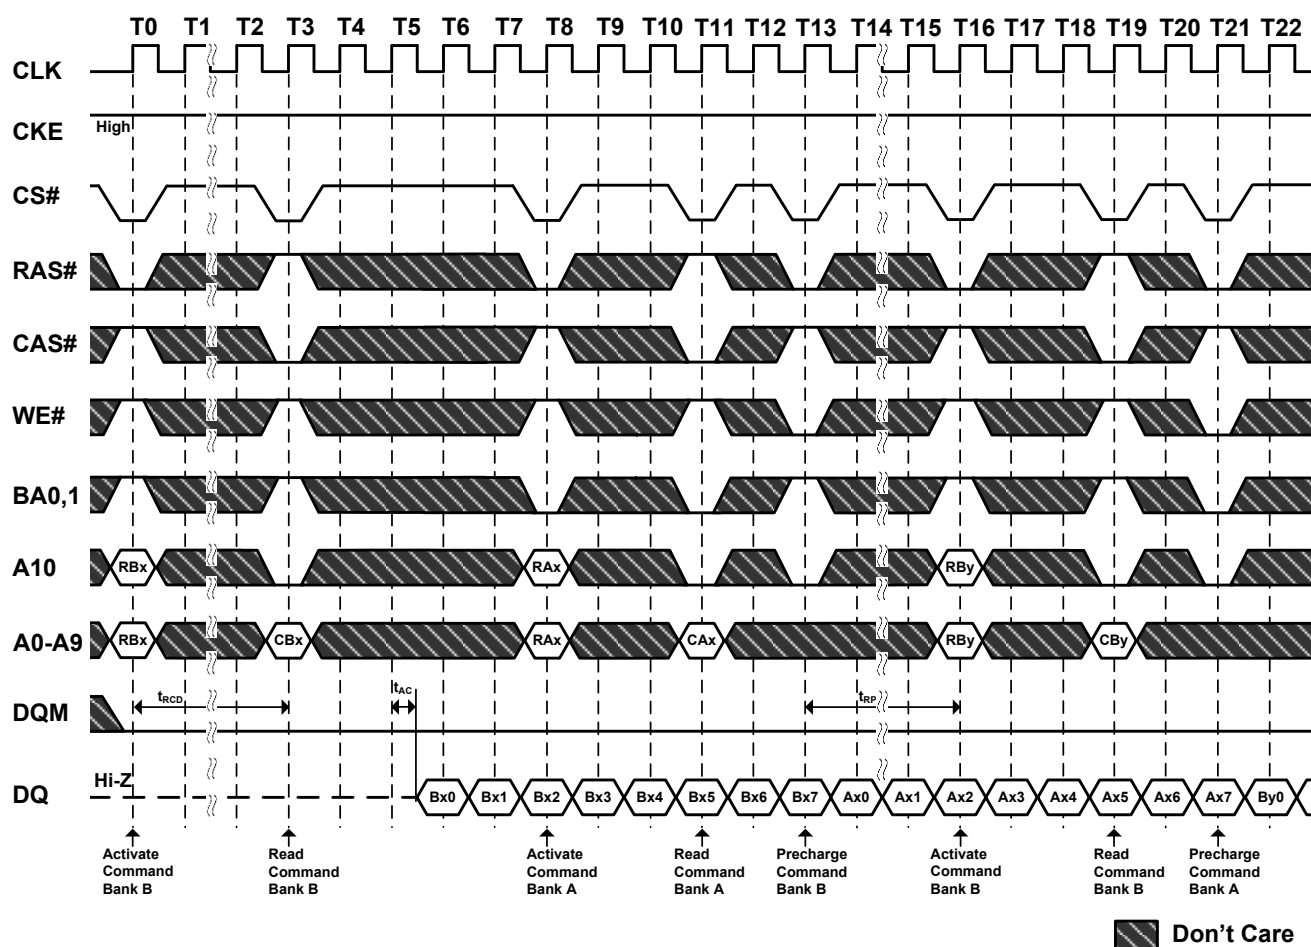 T0 T1 T2 T3 T4 T5 T6 T7 T8 T9 T10 T11 T12 T13 T14 T15 T16 T17 T18 T19 T20 T21 T22
CLK
CKE High
CS#
RAS#
CAS#
WE#
BA0,1
A10 RBx RAx RBy
A0-A9 RBx CBx RAx CAx RBy CBy
DQM tRCD tAC tRP
DQ Hi-Z Bx0 Bx1 Bx2 Bx3 Bx4 Bx5 Bx6 Bx7 Ax0 Ax1 Ax2 Ax3 Ax4 Ax5 Ax6 Ax7 By0
Activate
Command
Bank B
Read
Command
Bank B
Activate
Command
Bank A
Read
Command
Bank A
Precharge
Command
Bank B
Activate
Command
Bank B
Read
Command
Bank B
Precharge
Command
Bank A
Don't Care